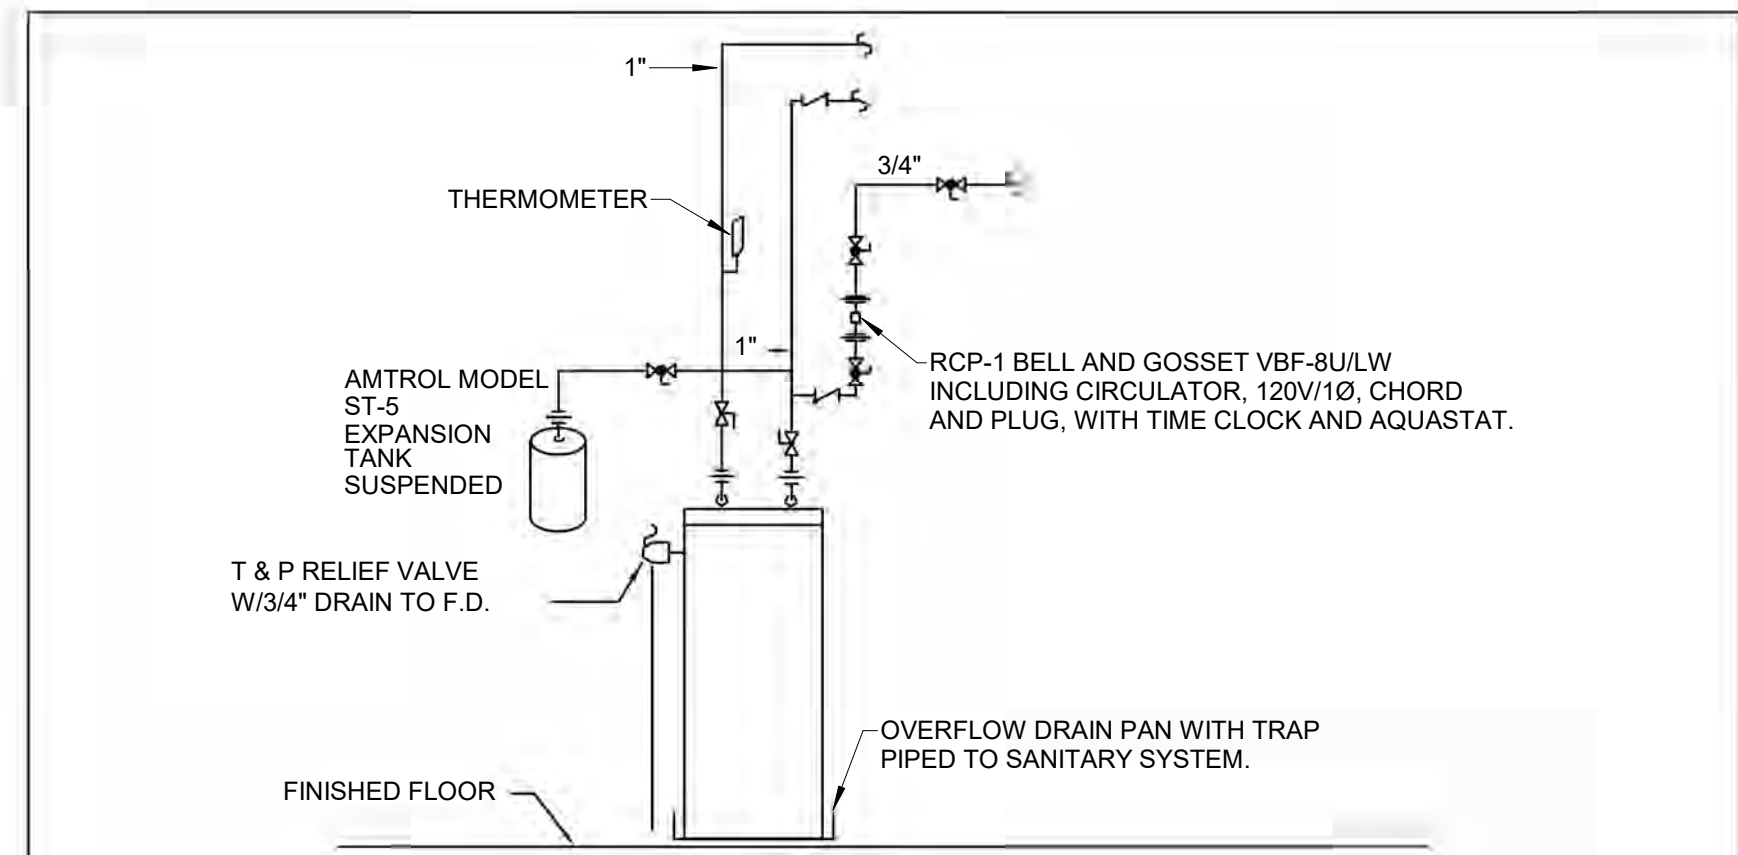 1"
3/4"
THERMOMETER
1"
RCP-1 BELL AND GOSSET VBF-8U/LW
INCLUDING CIRCULATOR, 120V/1Ø, CHORD
AND PLUG, WITH TIME CLOCK AND AQUASTAT.
AMTROL MODEL
ST-5
EXPANSION
TANK
SUSPENDED
T & P RELIEF VALVE
W/3/4" DRAIN TO F.D.
OVERFLOW DRAIN PAN WITH TRAP
PIPED TO SANITARY SYSTEM.
FINISHED FLOOR